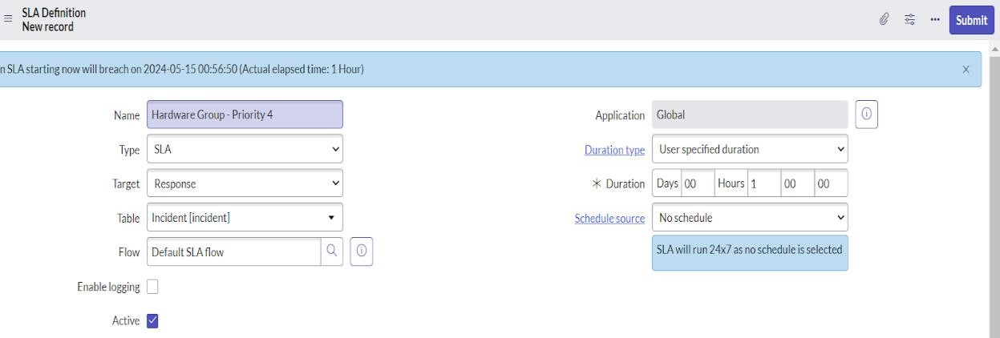 SLA Definition
New record
Submit
n SLA starting now will breach on 2024-05-15 00:56:50 (Actual elapsed time: 1 Hour)
Name Hardware Group - Priority 4
Application Global
Type SLA
Duration type User specified duration
Target Response
Duration Days 00 Hours 1 00 00
Table Incident [incident]
Schedule source No schedule
Flow Default SLA flow
SLA will run 24x7 as no schedule is selected
Enable logging
Active